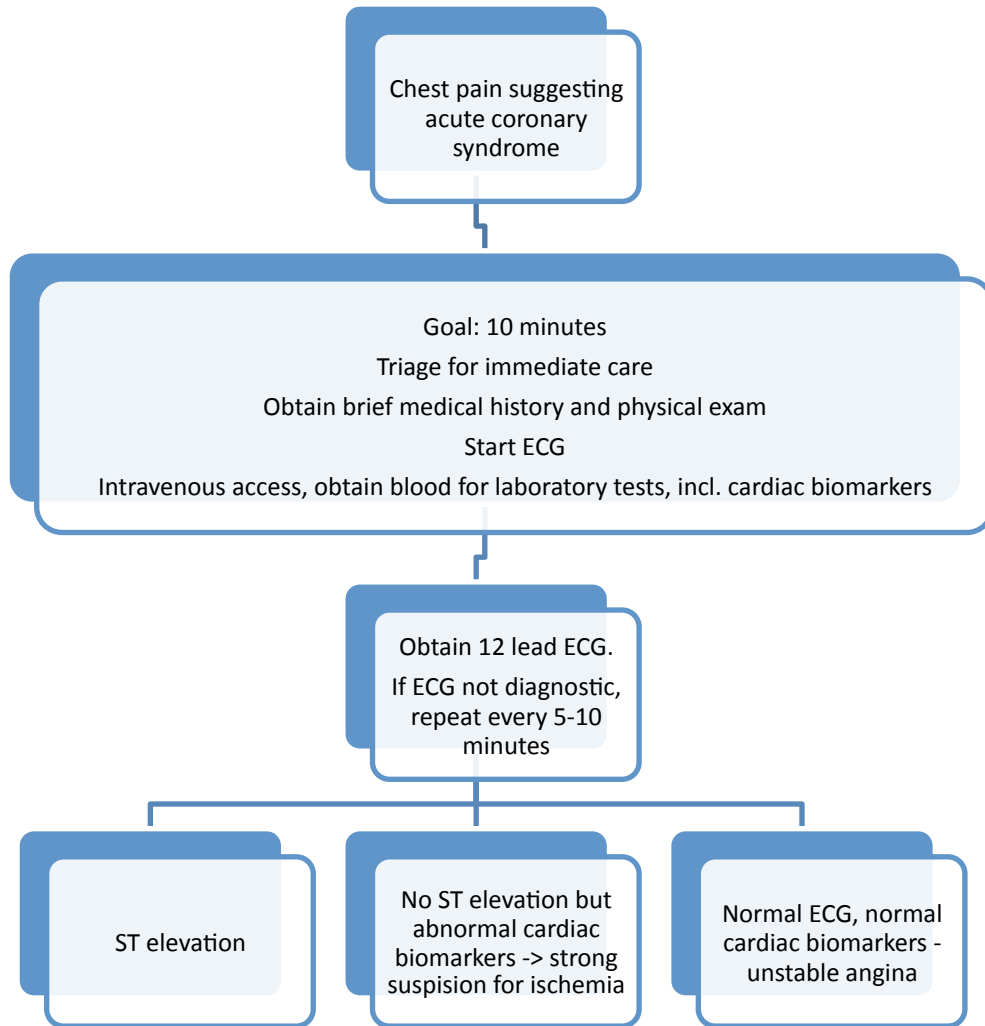 Chest pain suggesting
acute coronary
syndrome
Goal: 10 minutes
Triage for immediate care
Obtain brief medical history and physical exam
Start ECG
Intravenous access, obtain blood for laboratory tests, incl. cardiac biomarkers
Obtain 12 lead ECG.
If ECG not diagnostic,
repeat every 5-10
minutes
ST elevation
No ST elevation but
abnormal cardiac
biomarkers -> strong
suspision for ischemia
Normal ECG, normal
cardiac biomarkers -
unstable angina